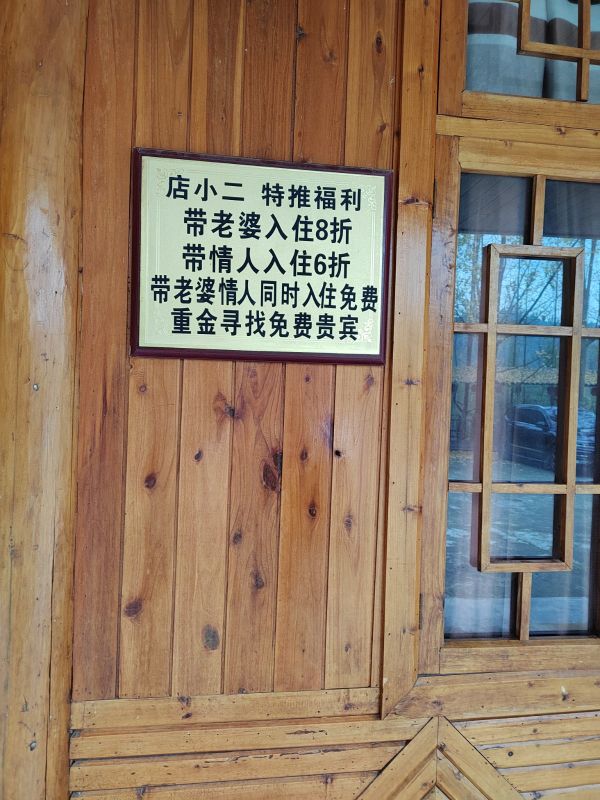 店小二 特推福利
带老婆入住8折
带情人入住6折
带老婆情人同时入住免费
重金寻找免费贵宾